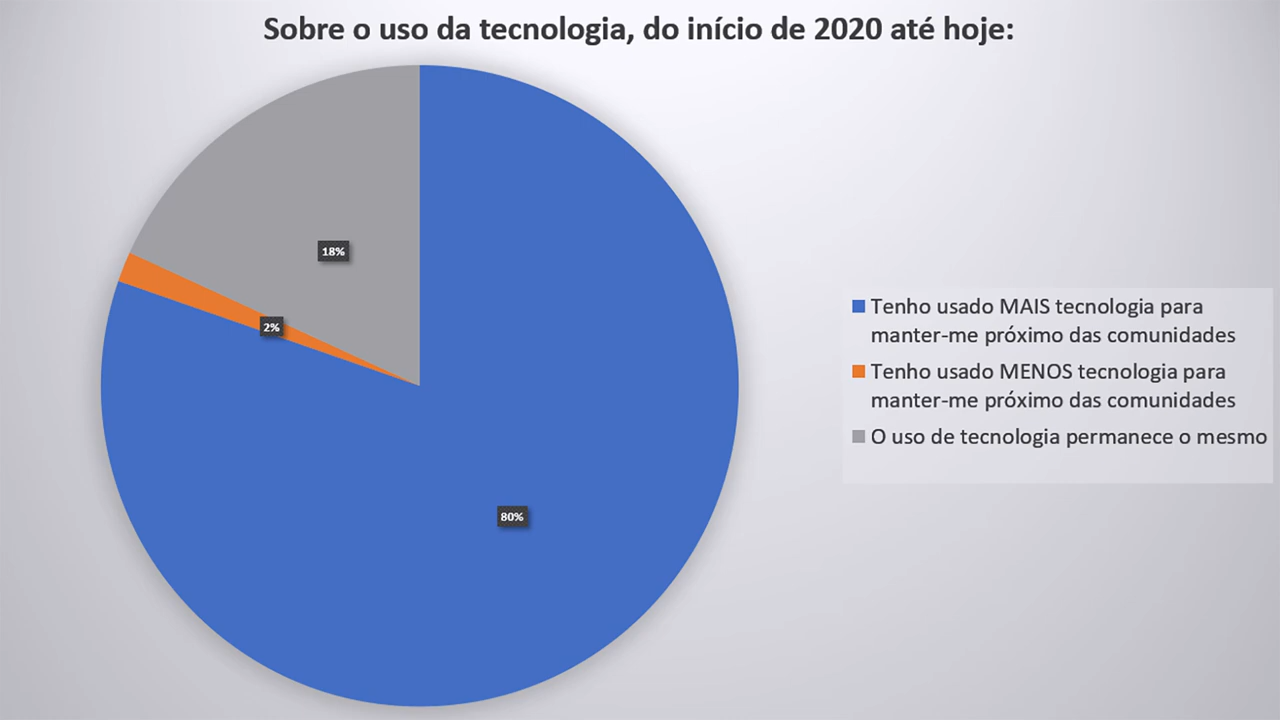 Sobre o uso da tecnologia, do início de 2020 até hoje:
18%
2%
80%
Tenho usado MAIS tecnologia para
manter-me próximo das comunidades
Tenho usado MENOS tecnologia para
manter-me próximo das comunidades
O uso de tecnologia permanece o mesmo